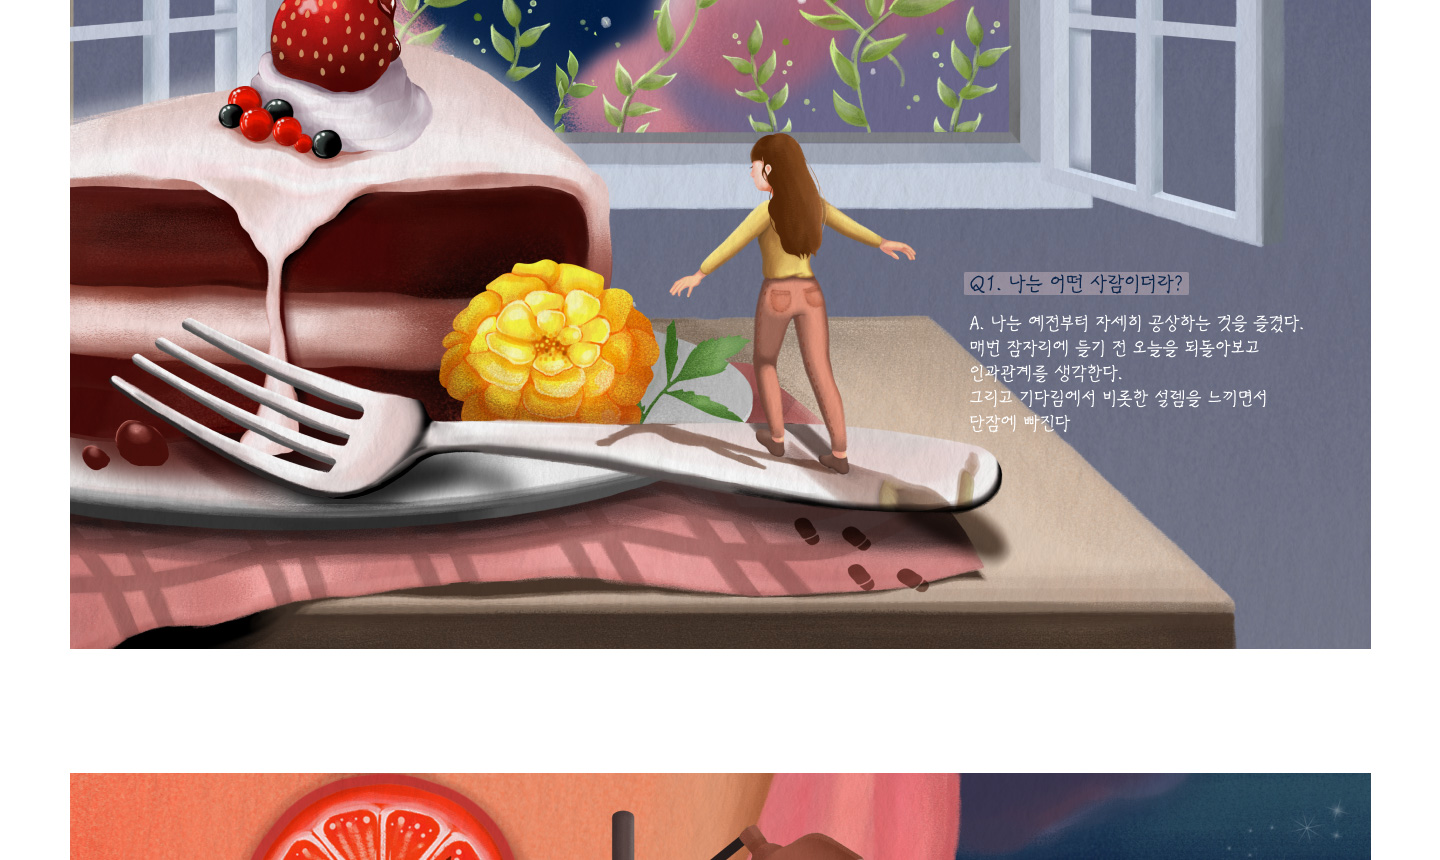 Q1. 나는 어떤 사람이더라?
A. 나는 예전부터 자세히 공상하는 것을 즐겼다.
매번 잠자리에 들기 전 오늘을 되돌아보고
인과관계를 생각한다.
그리고 기다림에서 비롯한 설렘을 느끼면서
단잠에 빠진다